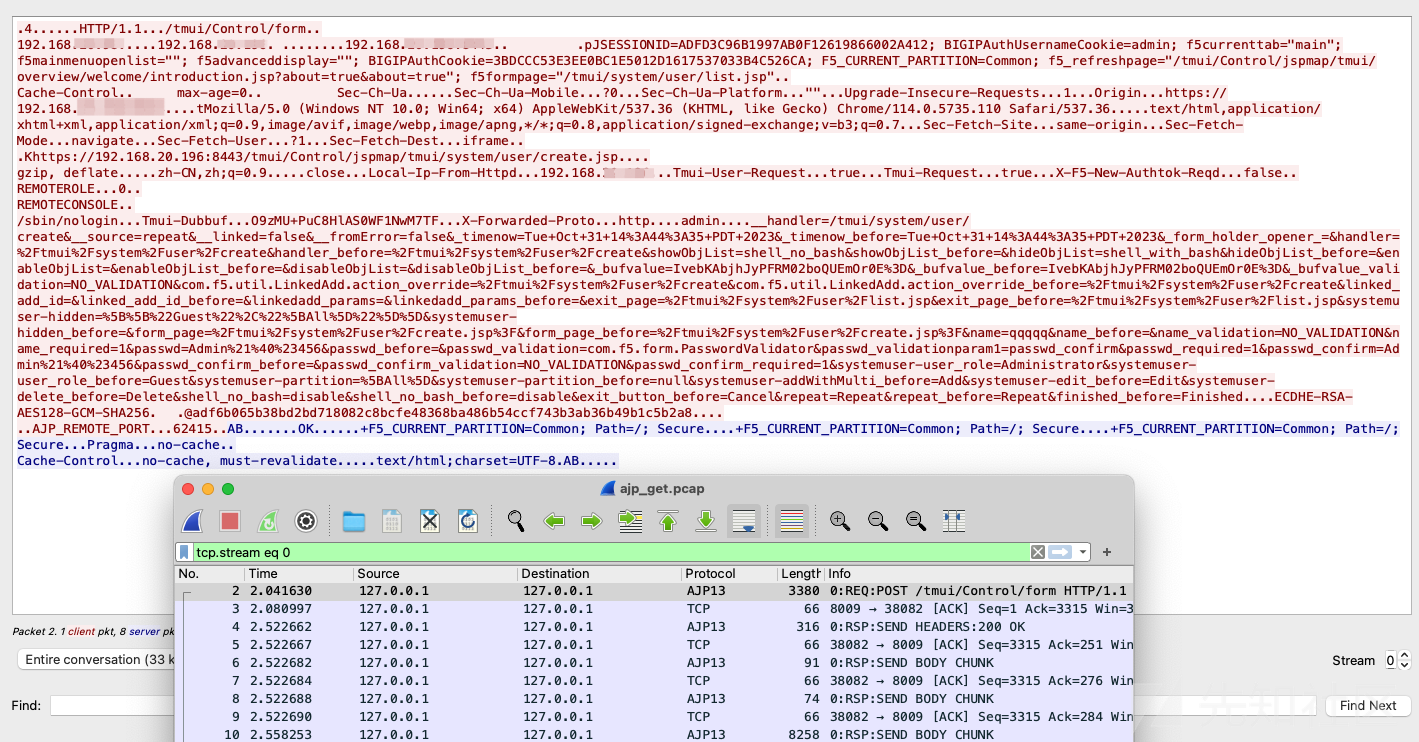 .4......HTTP/1.1.../tmui/Control/form..
192.168. ....192.168. . ........192.168. .. .pJSESSIONID=ADFD3C96B1997AB0F12619866002A412; BIGIPAuthUsernameCookie=admin; f5currenttab="main";
f5mainmenuopenlist=""; f5advanceddisplay=""; BIGIPAuthCookie=3BDCCC53E3EE0BC1E5012D1617537033B4C526CA; F5_CURRENT_PARTITION=Common; f5_refreshpage="/tmui/Control/jspmap/tmui/
overview/welcome/introduction.jsp?about=true&about=true"; f5formpage="/tmui/system/user/list.jsp"..
Cache-Control.. max-age=0.. Sec-Ch-Ua......Sec-Ch-Ua-Mobile...?0...Sec-Ch-Ua-Platform...""...Upgrade-Insecure-Requests...1...Origin...https://
192.168. ....tMozilla/5.0 (Windows NT 10.0; Win64; x64) AppleWebKit/537.36 (KHTML, like Gecko) Chrome/114.0.5735.110 Safari/537.36.....text/html,application/
xhtml+xml,application/xml;q=0.9,image/avif,image/webp,image/apng,*/*;q=0.8,application/signed-exchange;v=b3;q=0.7...Sec-Fetch-Site...same-origin...Sec-Fetch-
Mode...navigate...Sec-Fetch-User...?1...Sec-Fetch-Dest...iframe..
.Khttps://192.168.20.196:8443/tmui/Control/jspmap/tmui/system/user/create.jsp....
gzip, deflate.....zh-CN,zh;q=0.9.....close...Local-Ip-From-Httpd...192.168. ..Tmui-User-Request...true...Tmui-Request...true...X-F5-New-Authtok-Reqd...false..
REMOTEROLE...0..
REMOTECONSOLE..
/sbin/nologin...Tmui-Dubbuf...O9zMU+PuC8HlAS0WF1NwM7TF...X-Forwarded-Proto...http....admin....__handler=/tmui/system/user/
create&__source=repeat&__linked=false&__fromError=false&_timenow=Tue+Oct+31+14%3A44%3A35+PDT+2023&_timenow_before=Tue+Oct+31+14%3A44%3A35+PDT+2023&_form_holder_opener_=&handler=
%2Ftmui%2Fsystem%2Fuser%2Fcreate&handler_before=%2Ftmui%2Fsystem%2Fuser%2Fcreate&showObjList=shell_no_bash&showObjList_before=&hideObjList=shell_with_bash&hideObjList_before=&en
ableObjList=&enableObjList_before=&disableObjList=&disableObjList_before=&_bufvalue=IvebKAbjhJyPFRM02boQUEmOr0E%3D&_bufvalue_before=IvebKAbjhJyPFRM02boQUEmOr0E%3D&_bufvalue_vali
dation=NO_VALIDATION&com.f5.util.LinkedAdd.action_override=%2Ftmui%2Fsystem%2Fuser%2Fcreate&com.f5.util.LinkedAdd.action_override_before=%2Ftmui%2Fsystem%2Fuser%2Fcreate&linked_
add_id=&linked_add_id_before=&linkedadd_params=&linkedadd_params_before=&exit_page=%2Ftmui%2Fsystem%2Fuser%2Flist.jsp&exit_page_before=%2Ftmui%2Fsystem%2Fuser%2Flist.jsp&systemu
ser-hidden=%5B%5B%22Guest%22%2C%22%5BAll%5D%22%5D%5D&systemuser-
hidden_before=&form_page=%2Ftmui%2Fsystem%2Fuser%2Fcreate.jsp%3F&form_page_before=%2Ftmui%2Fsystem%2Fuser%2Fcreate.jsp%3F&name=qqqqq&name_before=&name_validation=NO_VALIDATION&n
ame_required=1&passwd=Admin%21%40%23456&passwd_before=&passwd_validation=com.f5.form.PasswordValidator&passwd_validationparam1=passwd_confirm&passwd_required=1&passwd_confirm=Ad
min%21%40%23456&passwd_confirm_before=&passwd_confirm_validation=NO_VALIDATION&passwd_confirm_required=1&systemuser-user_role=Administrator&systemuser-
user_role_before=Guest&systemuser-partition=%5BAll%5D&systemuser-partition_before=null&systemuser-addWithMulti_before=Add&systemuser-edit_before=Edit&systemuser-
delete_before=Delete&shell_no_bash=disable&shell_no_bash_before=disable&exit_button_before=Cancel&repeat=Repeat&repeat_before=Repeat&finished_before=Finished....ECDHE-RSA-
AES128-GCM-SHA256. .@adf6b065b38bd2bd718082c8bcfe48368ba486b54ccf743b3ab36b49b1c5b2a8....
..AJP_REMOTE_PORT...62415..AB.......OK......+F5_CURRENT_PARTITION=Common; Path=/; Secure....+F5_CURRENT_PARTITION=Common; Path=/; Secure....+F5_CURRENT_PARTITION=Common; Path=/;
Secure...Pragma...no-cache..
Cache-Control...no-cache, must-revalidate.....text/html;charset=UTF-8.AB.....
ajp_get.pcap
tcp.stream eq 0
No. Time Source Destination Protocol Length Info
2 2.041630 127.0.0.1 127.0.0.1 AJP13 3380 0:REQ:POST /tmui/Control/form HTTP/1.1
3 2.080997 127.0.0.1 127.0.0.1 TCP 66 8009 → 38082 [ACK] Seq=1 Ack=3315 Win=3
4 2.522662 127.0.0.1 127.0.0.1 AJP13 316 0:RSP:SEND HEADERS:200 OK
5 2.522667 127.0.0.1 127.0.0.1 TCP 66 38082 → 8009 [ACK] Seq=3315 Ack=251 Win
6 2.522682 127.0.0.1 127.0.0.1 AJP13 91 0:RSP:SEND BODY CHUNK
7 2.522684 127.0.0.1 127.0.0.1 TCP 66 38082 → 8009 [ACK] Seq=3315 Ack=276 Win
8 2.522688 127.0.0.1 127.0.0.1 AJP13 74 0:RSP:SEND BODY CHUNK
9 2.522690 127.0.0.1 127.0.0.1 TCP 66 38082 → 8009 [ACK] Seq=3315 Ack=284 Win
10 2.558253 127.0.0.1 127.0.0.1 AJP13 8258 0:RSP:SEND BODY CHUNK
Packet 2. 1 client pkt, 8 server pk
Entire conversation (33 k
Stream 0
Find:
Find Next